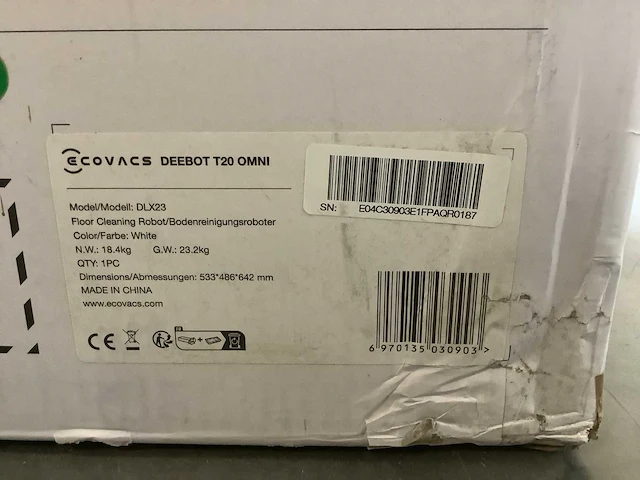 ECOVACS DEEBOT T20 OMNI
SN: E04C30903E1FPAQR0187
Model/Modell: DLX23
Floor Cleaning Robot/Bodenreinigungsroboter
Color/Farbe: White
N.W.: 18.4kg G.W.: 23.2kg
QTY: 1PC
Dimensions/Abmessungen: 533*486*642 mm
MADE IN CHINA
www.ecovacs.com
CE
6 970135 030903 >